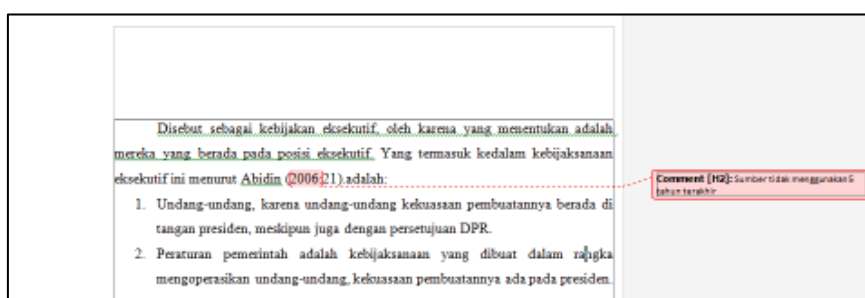 Disebut sebagai kebijakan eksekutif, oleh karena yang menentukan adalah
mereka yang berada pada posisi eksekutif. Yang termasuk kedalam kebijaksanaan
eksekutif ini menurut Abidin (2006:21).adalah:
1. Undang-undang, karena undang-undang kekuasaan pembuatannya berada di
tangan presiden, meskipun juga dengan persetujuan DPR.
2. Peraturan pemerintah adalah kebijaksanaan yang dibuat dalam rangka
mengoperasikan undang-undang, kekuasaan pembuatannya ada pada presiden.
Comment [H2]: Sumber tidak menggunakan 5
tahun terakhir